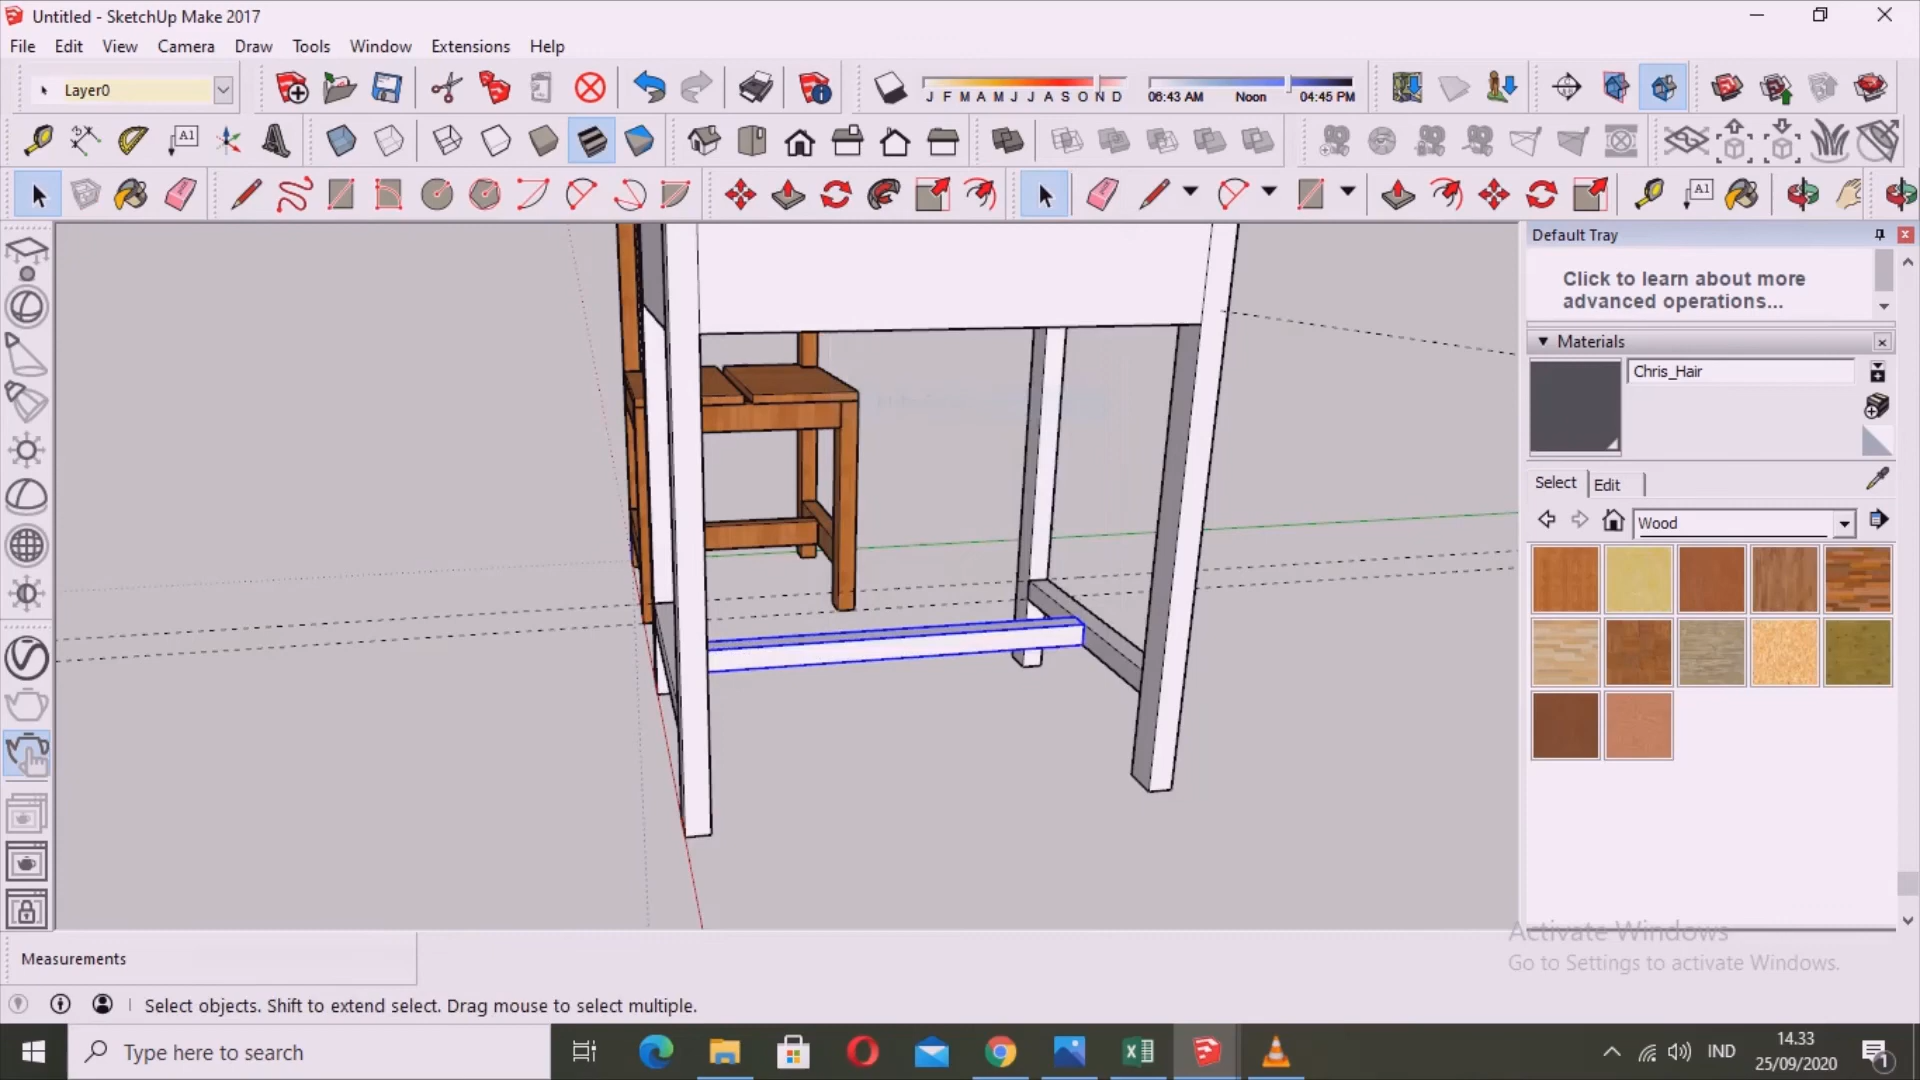 Untitled - SketchUp Make 2017
File Edit View Camera Draw Tools Window Extensions Help
Layer0
J F M A M J J A S O N D
06:43 AM Noon 04:45 PM
A1
A1
Default Tray
Click to learn about more
advanced operations...
Materials
Chris_Hair
Select Edit
Wood
Activate Windows
Go to Settings to activate Windows.
Measurements
Select objects. Shift to extend select. Drag mouse to select multiple.
Type here to search
IND
14.33
25/09/2020
1